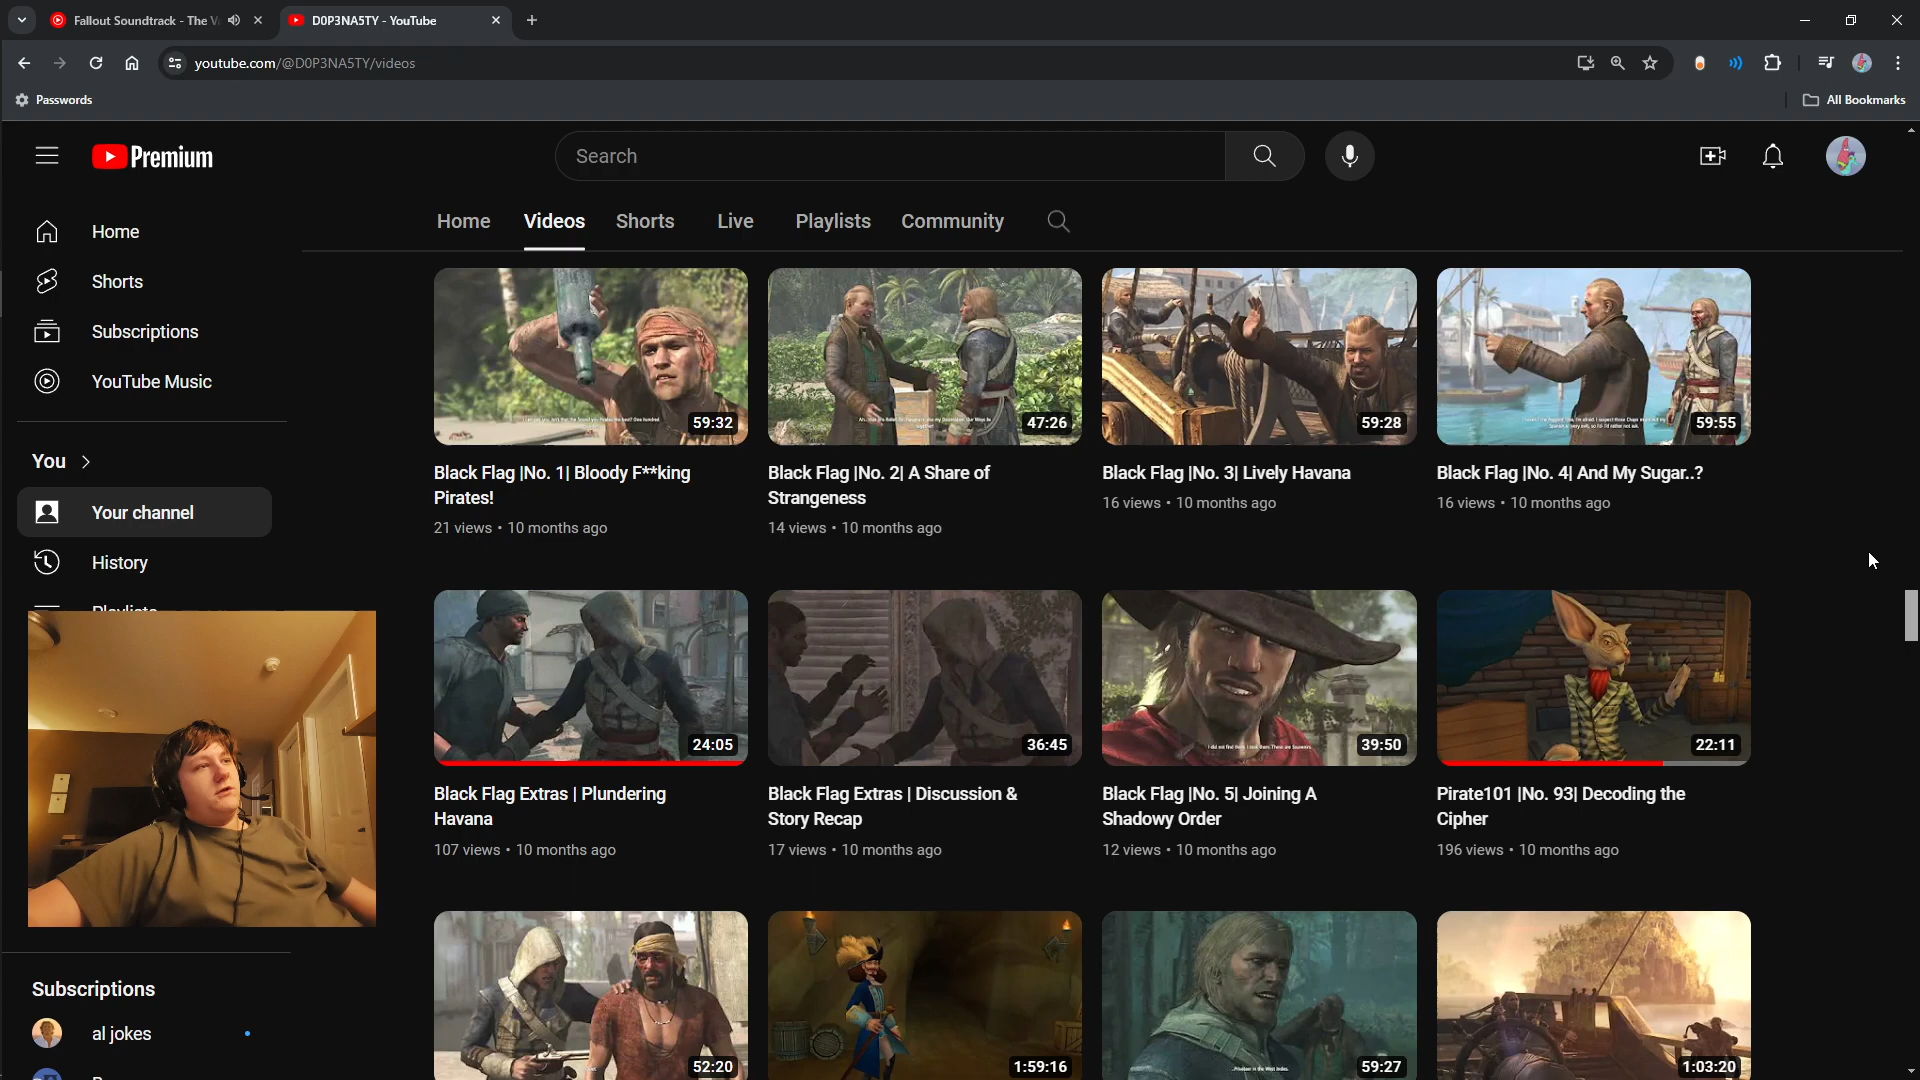 Fallout Soundtrack - The V
D0P3NA5TY - YouTube
youtube.com/@D0P3NA5TY/videos
Passwords
All Bookmarks
Premium
Search
Home
Videos
Shorts
Live
Playlists
Community
Home
Shorts
Subscriptions
YouTube Music
You
Your channel
History
Playlists
Subscriptions
al jokes
59:32
Black Flag |No. 1| Bloody F**king
Pirates!
21 views • 10 months ago
47:26
Black Flag |No. 2| A Share of
Strangeness
14 views • 10 months ago
59:28
Black Flag |No. 3| Lively Havana
16 views • 10 months ago
59:55
Black Flag |No. 4| And My Sugar..?
16 views • 10 months ago
24:05
Black Flag Extras | Plundering
Havana
107 views • 10 months ago
36:45
Black Flag Extras | Discussion &
Story Recap
17 views • 10 months ago
39:50
Black Flag |No. 5| Joining A
Shadowy Order
12 views • 10 months ago
22:11
Pirate101 |No. 93| Decoding the
Cipher
196 views • 10 months ago
52:20
1:59:16
59:27
1:03:20